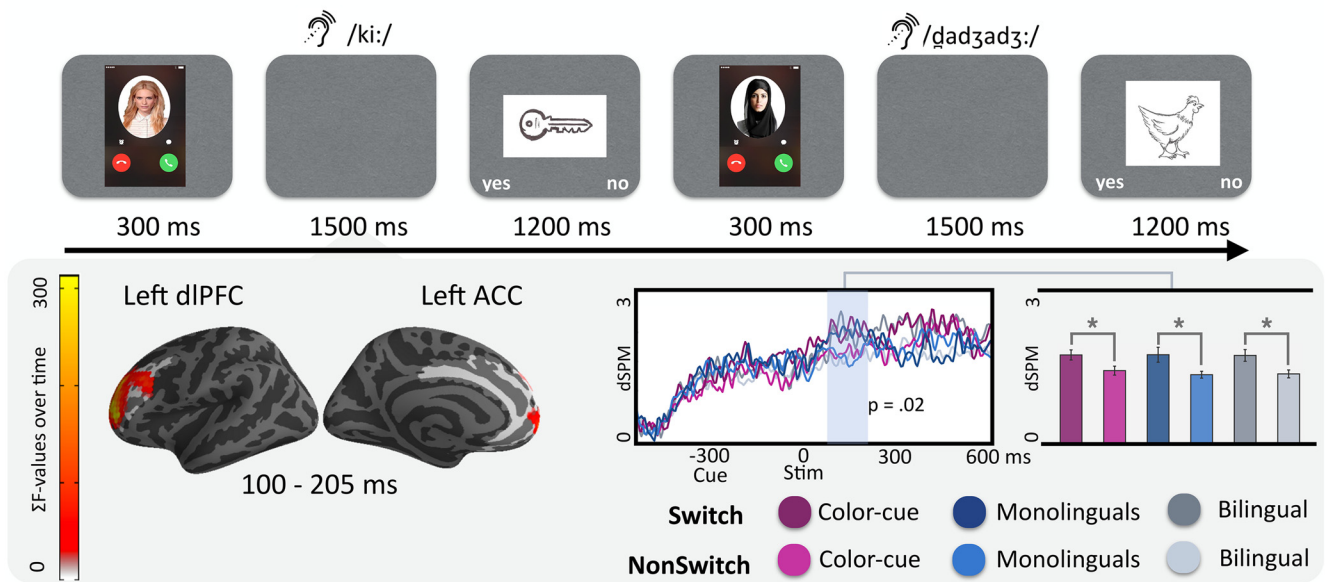 /ki:/
/d̪adʒadʒ:/
yes no
yes no
300 ms 1500 ms 1200 ms 300 ms 1500 ms 1200 ms
Left dlPFC Left ACC
300
ΣF-values over time
0
100 - 205 ms
3
dSPM
0
p = .02
-300 0 300 600 ms
Cue Stim
3
dSPM
0
* * *
Switch Color-cue Monolinguals Bilingual
NonSwitch Color-cue Monolinguals Bilingual